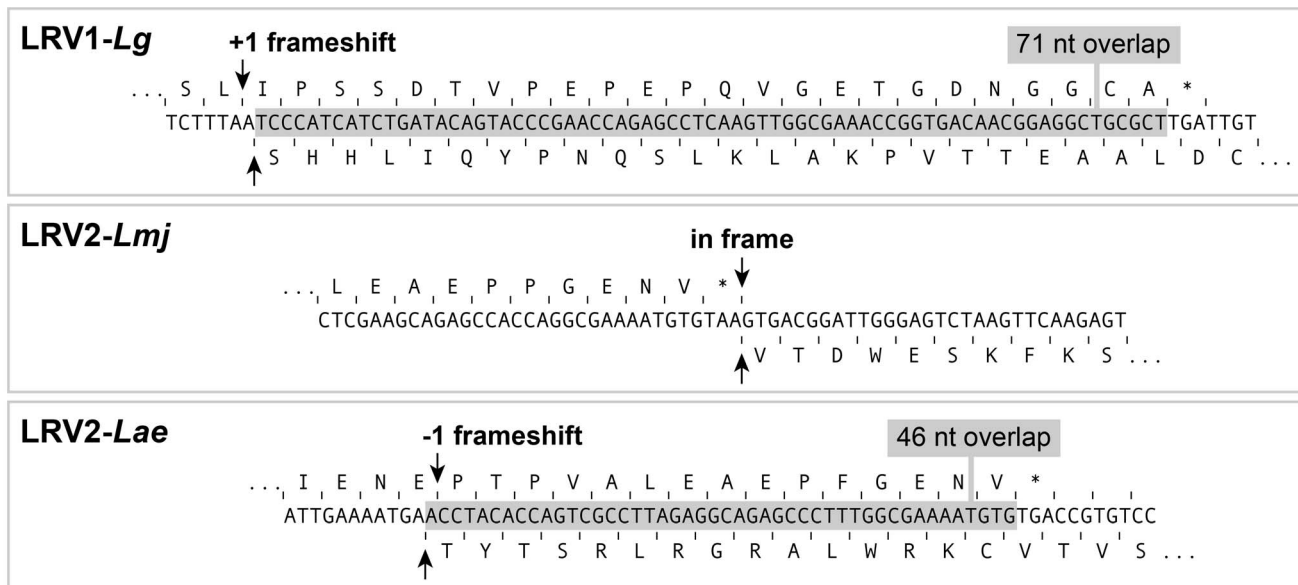 LRV1-Lg
+1 frameshift
71 nt overlap
... S L I P S S D T V P E P E P Q V G E T G D N G G C A *
TCTTTAATCCCATCATCTGATACAGTACCCGAACCAGAGCCTCAAGTTGGCGAAACCGGTGACAACGGAGGCTGCGCTTGATTGT
S H H L I Q Y P N Q S L K L A K P V T T E A A L D C ...
LRV2-Lmj
in frame
... L E A E P P G E N V *
CTCGAAGCAGAGCCACCAGGCGAAAATGTGTAAGTGACGGATTGGGAGTCTAAGTTCAAGAGT
V T D W E S K F K S ...
LRV2-Lae
-1 frameshift
46 nt overlap
... I E N E P T P V A L E A E P F G E N V *
ATTGAAAATGAACCTACACCAGTCGCCTTAGAGGCAGAGCCCTTTGGCGAAAATGTGTGACCGTGTCC
T Y T S R L R G R A L W R K C V T V S ...